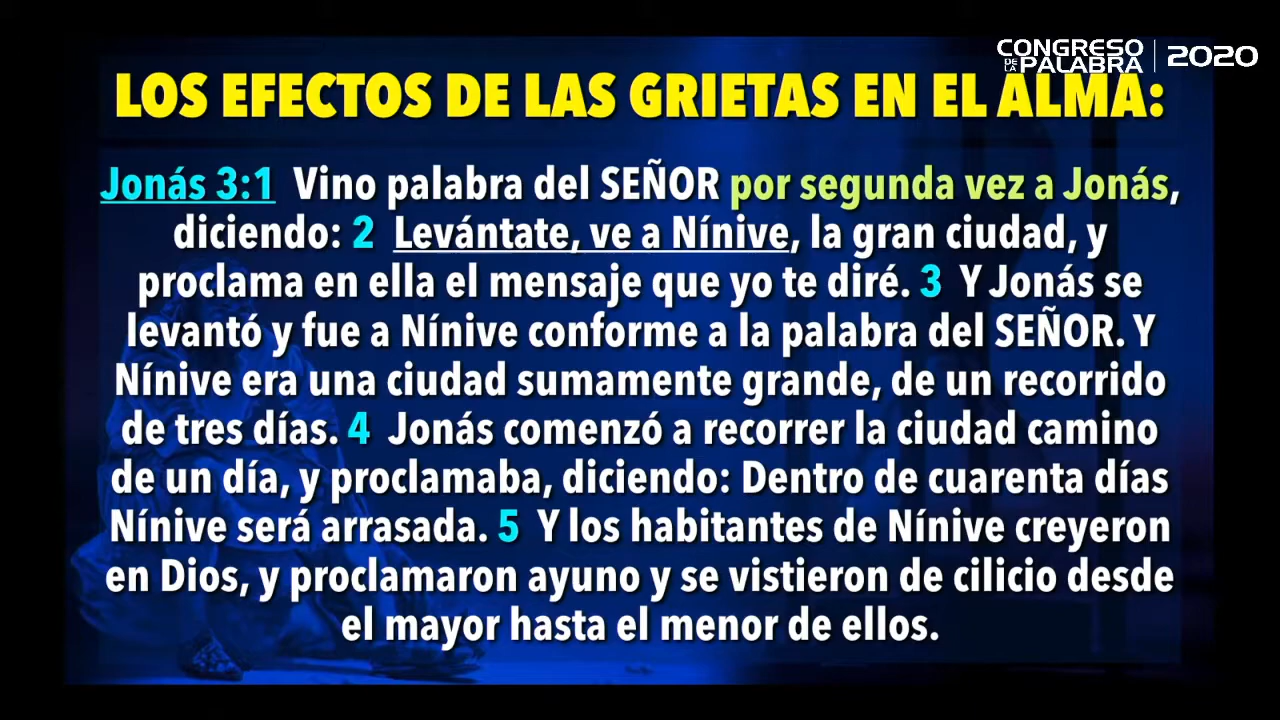 CONGRESO
DE LA PALABRA | 2020
LOS EFECTOS DE LAS GRIETAS EN EL ALMA:
Jonás 3:1 Vino palabra del SEÑOR por segunda vez a Jonás,
diciendo: 2 Levántate, ve a Nínive, la gran ciudad, y
proclama en ella el mensaje que yo te diré. 3 Y Jonás se
levantó y fue a Nínive conforme a la palabra del SEÑOR. Y
Nínive era una ciudad sumamente grande, de un recorrido
de tres días. 4 Jonás comenzó a recorrer la ciudad camino
de un día, y proclamaba, diciendo: Dentro de cuarenta días
Nínive será arrasada. 5 Y los habitantes de Nínive creyeron
en Dios, y proclamaron ayuno y se vistieron de cilicio desde
el mayor hasta el menor de ellos.